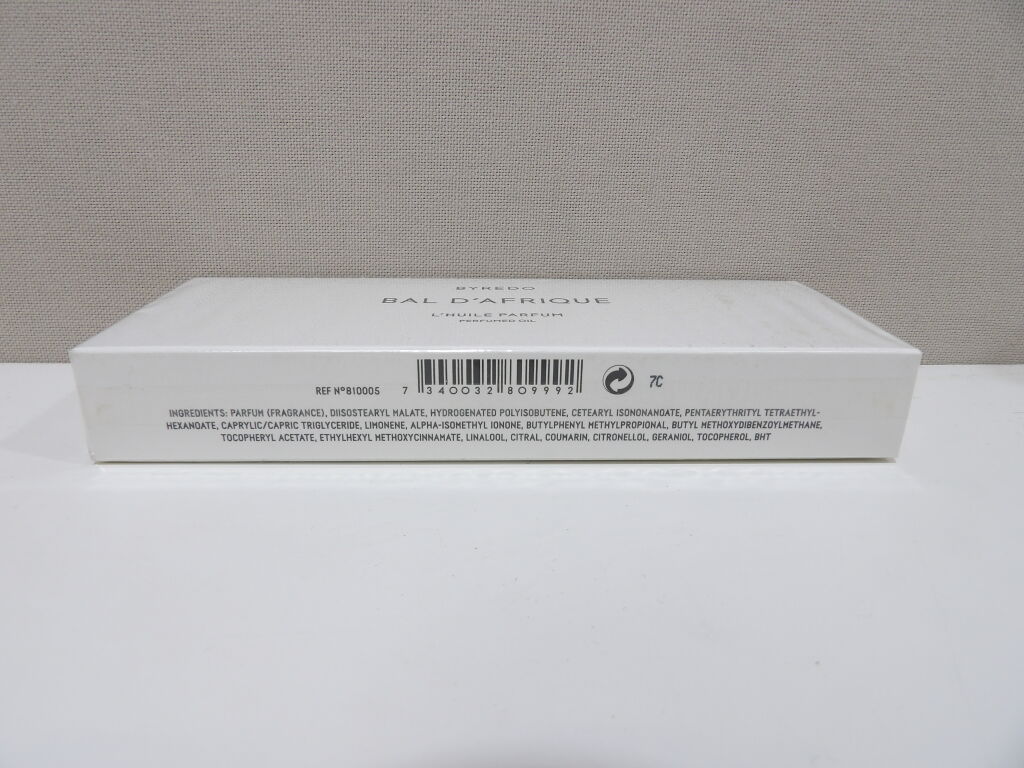 BYREDO
BAL D'AFRIQUE
L'HUILE PARFUM
PERFUMED OIL
REF Nº810005 7 340032 809992 7C
INGREDIENTS: PARFUM (FRAGRANCE), DIISOSTEARYL MALATE, HYDROGENATED POLYISOBUTENE, CETEARYL ISONONANOATE, PENTAERYTHRITYL TETRAETHYL-
HEXANOATE, CAPRYLIC/CAPRIC TRIGLYCERIDE, LIMONENE, ALPHA-ISOMETHYL IONONE, BUTYLPHENYL METHYLPROPIONAL, BUTYL METHOXYDIBENZOYLMETHANE,
TOCOPHERYL ACETATE, ETHYLHEXYL METHOXYCINNAMATE, LINALOOL, CITRAL, COUMARIN, CITRONELLOL, GERANIOL, TOCOPHEROL, BHT